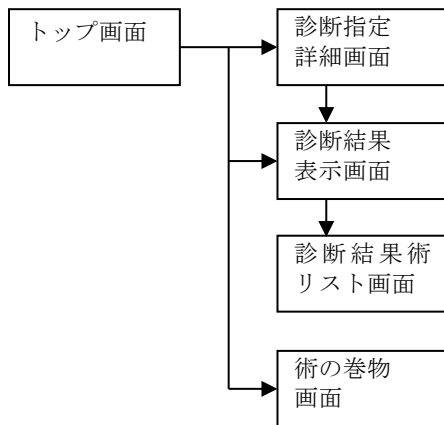 トップ画面
診断指定
詳細画面
診断結果
表示画面
診断結果術
リスト画面
術の巻物
画面